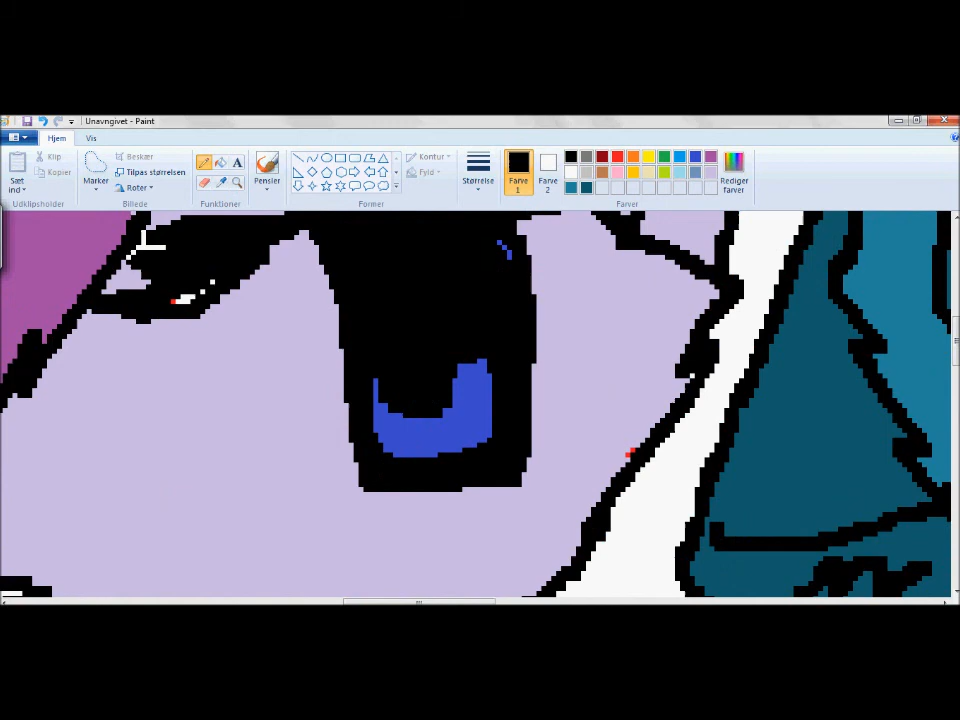 Unavngivet - Paint
Hjem Vis
Sæt ind
Klip
Kopier
Udklipsholder
Marker
Beskær
Tilpas størrelsen
Roter
Billede
A
Funktioner
Pensler
Kontur
Fyld
Former
Størrelse
Farve 1
Farve 2
Rediger farver
Farver